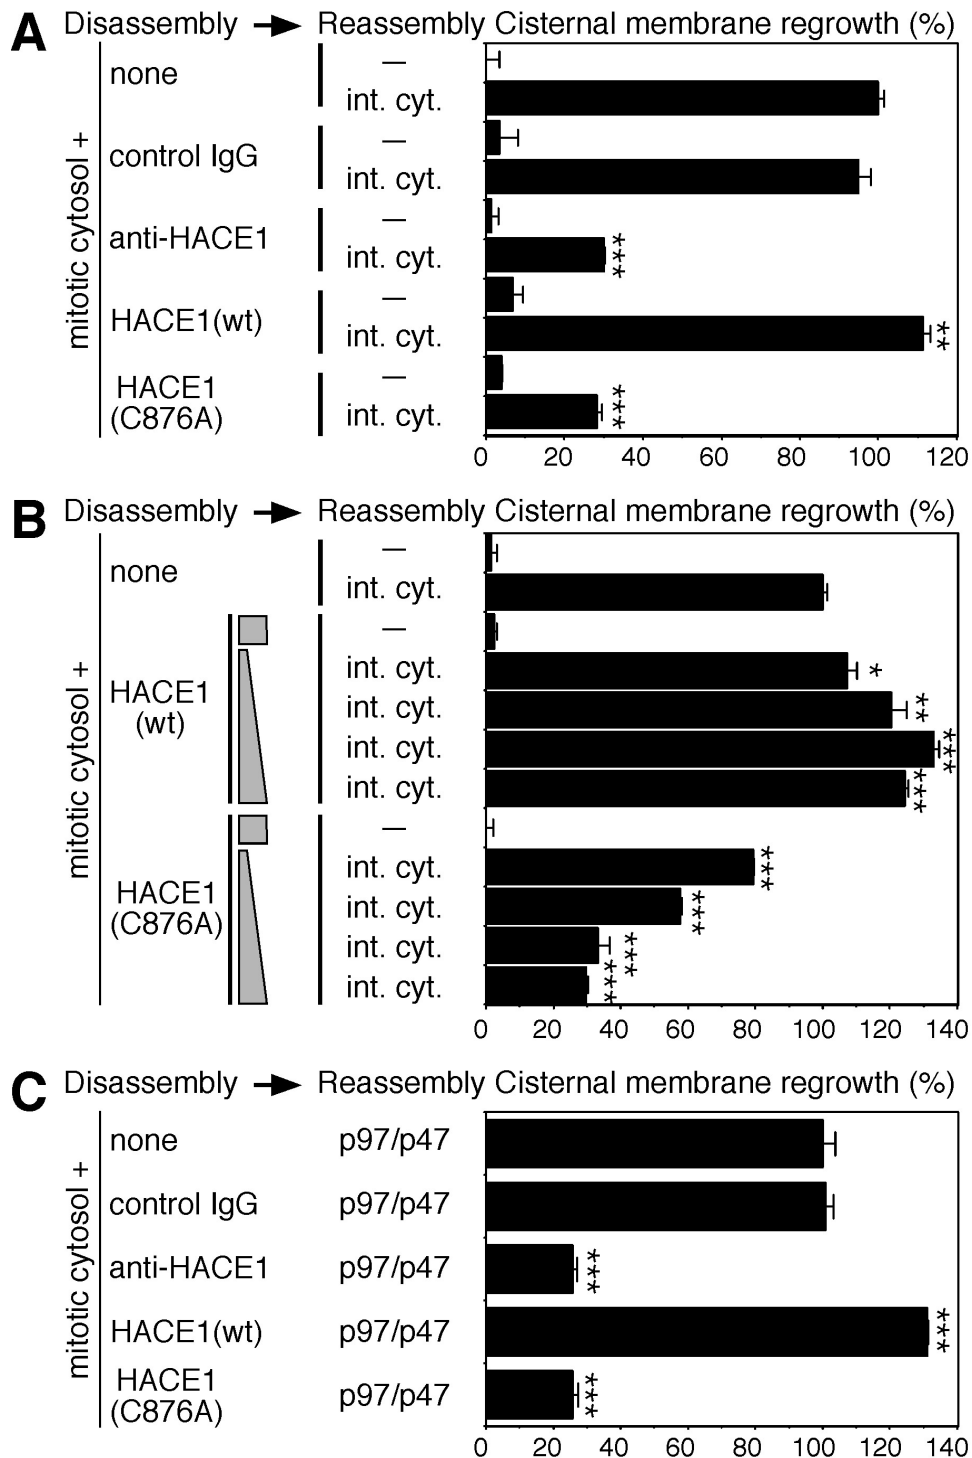 A Disassembly Reassembly Cisternal membrane regrowth (%)
mitotic cytosol +
none
—
int. cyt.
control IgG
—
int. cyt.
anti-HACE1
—
int. cyt.
***
HACE1(wt)
—
int. cyt.
**
HACE1
(C876A)
—
int. cyt.
***
0 20 40 60 80 100 120
B Disassembly Reassembly Cisternal membrane regrowth (%)
mitotic cytosol +
none
—
int. cyt.
HACE1
(wt)
—
int. cyt.
*
int. cyt.
**
int. cyt.
***
int. cyt.
***
HACE1
(C876A)
—
int. cyt.
***
int. cyt.
***
int. cyt.
***
int. cyt.
***
0 20 40 60 80 100 120 140
C Disassembly Reassembly Cisternal membrane regrowth (%)
mitotic cytosol +
none p97/p47
control IgG p97/p47
anti-HACE1 p97/p47 ***
HACE1(wt) p97/p47 ***
HACE1
(C876A)
p97/p47 ***
0 20 40 60 80 100 120 140